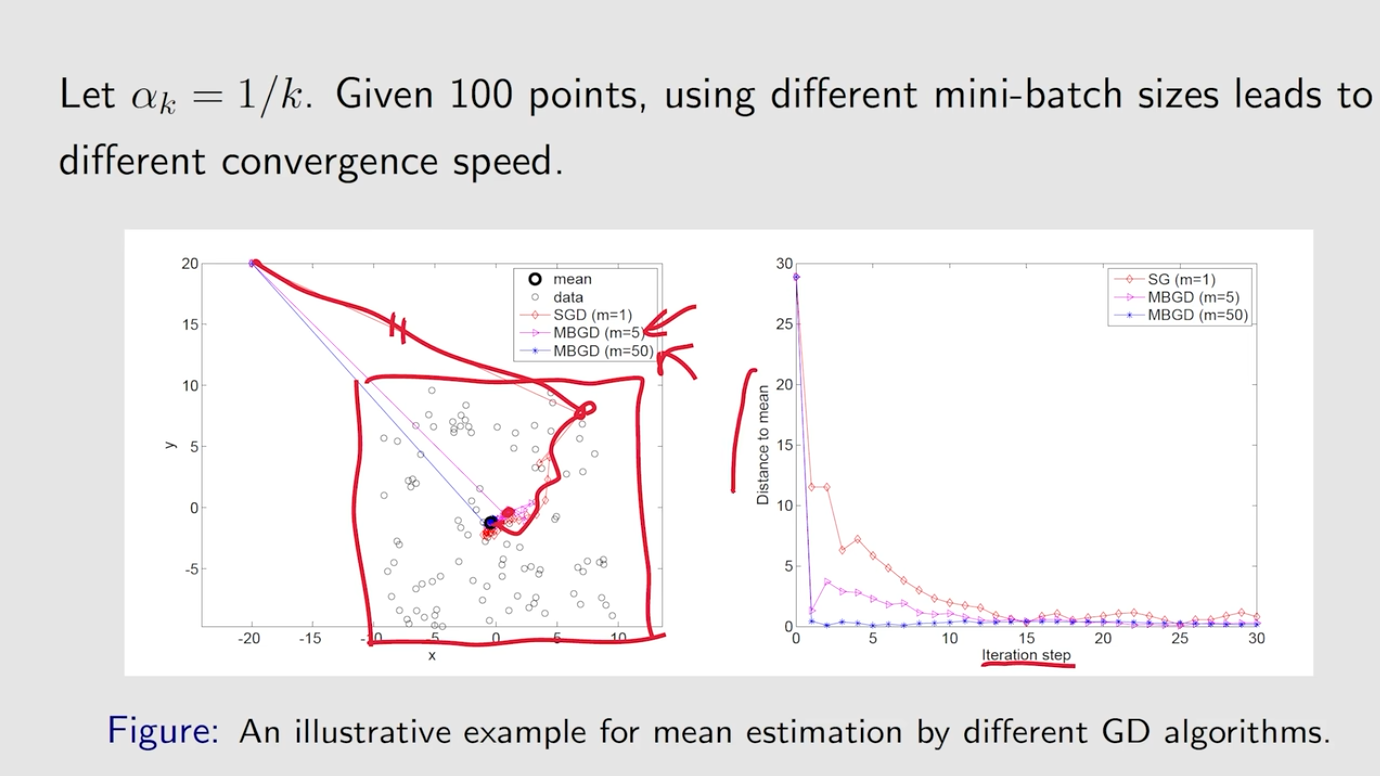 Let αₖ = 1/k. Given 100 points, using different mini-batch sizes leads to
different convergence speed.
20
15
10
5
0
-5
y
-20
-15
-10
-5
0
5
10
x
mean
data
SGD (m=1)
MBGD (m=5)
MBGD (m=50)
30
25
20
15
10
5
0
Distance to mean
0
5
10
15
20
25
30
Iteration step
SG (m=1)
MBGD (m=5)
MBGD (m=50)
Figure: An illustrative example for mean estimation by different GD algorithms.